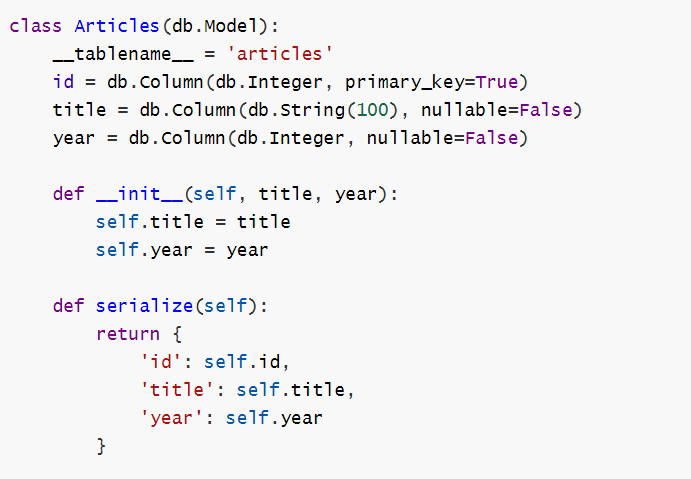 class Articles(db.Model):
    __tablename__ = 'articles'
    id = db.Column(db.Integer, primary_key=True)
    title = db.Column(db.String(100), nullable=False)
    year = db.Column(db.Integer, nullable=False)

    def __init__(self, title, year):
        self.title = title
        self.year = year

    def serialize(self):
        return {
            'id': self.id,
            'title': self.title,
            'year': self.year
        }